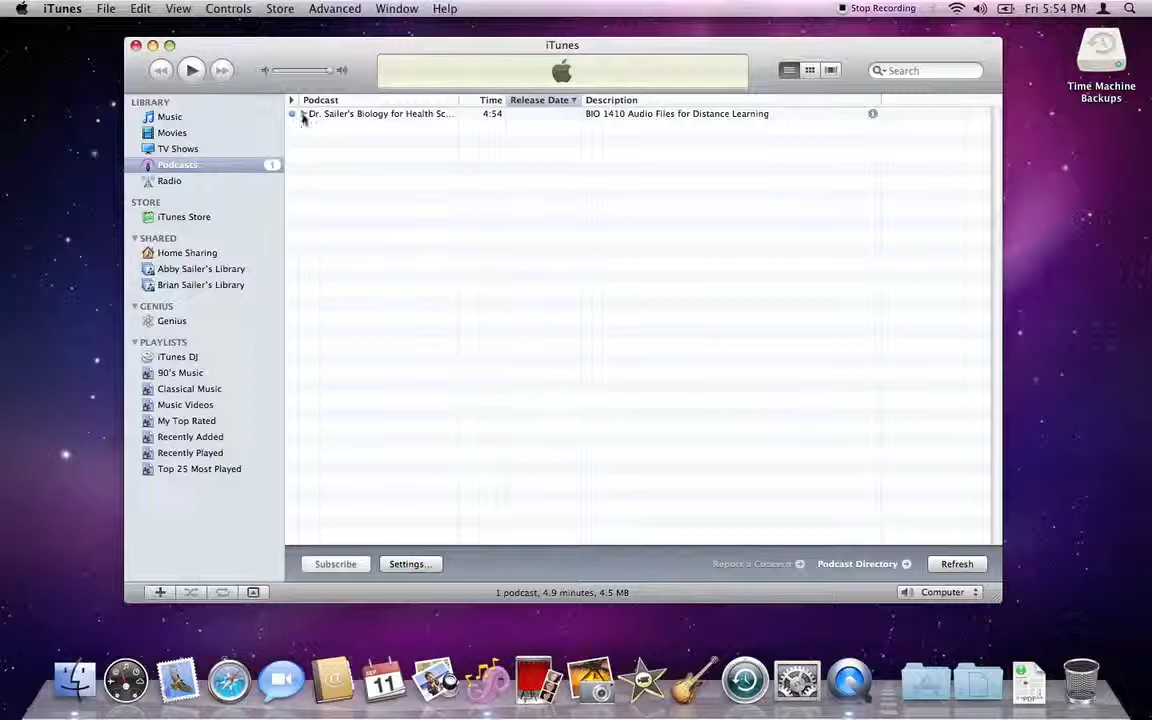 iTunes File Edit View Controls Store Advanced Window Help Stop Recording Fri 5:54 PM
iTunes
Search
Time Machine
Backups
LIBRARY
Music
Movies
TV Shows
Podcasts 1
Radio
STORE
iTunes Store
SHARED
Home Sharing
Abby Sailer's Library
Brian Sailer's Library
GENIUS
Genius
PLAYLISTS
iTunes DJ
90's Music
Classical Music
Music Videos
My Top Rated
Recently Added
Recently Played
Top 25 Most Played
Podcast Time Release Date Description
Dr. Sailer's Biology for Health Sc... 4:54 BIO 1410 Audio Files for Distance Learning
Subscribe Settings... Report a Concern Podcast Directory Refresh
1 podcast, 4.9 minutes, 4.5 MB Computer
11
PDF